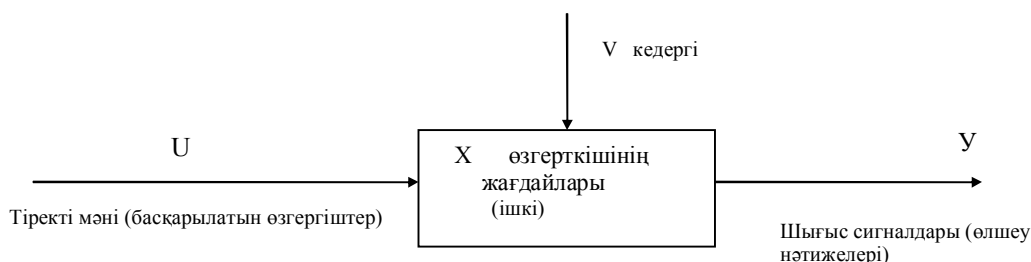 V кедергі
U
X өзгерткішінің
жағдайлары
(ішкі)
У
Тіректі мәні (басқарылатын өзгергіштер)
Шығыс сигналдары (өлшеу
нәтижелері)